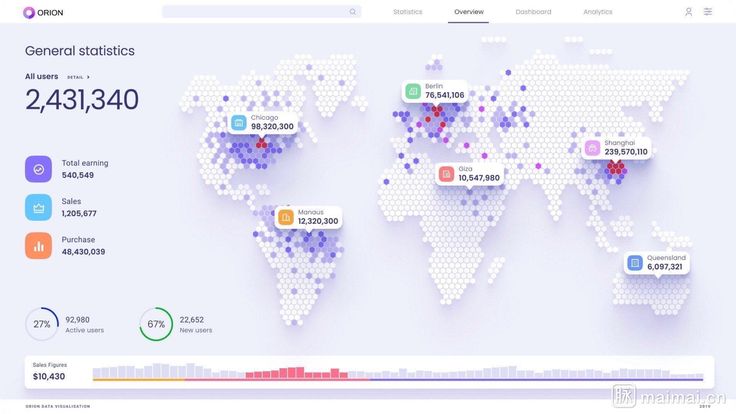 ORION
Statistics
Overview
Dashboard
Analytics
General statistics
All users DETAIL
2,431,340
Total earning
540,549
Sales
1,205,677
Purchase
48,430,039
Chicago
98,320,300
Berlin
76,541,106
Giza
10,547,980
Shanghai
239,570,110
Manaus
12,320,300
Queensland
6,097,321
27%
92,980
Active users
67%
22,652
New users
Sales Figures
$10,430
ORION DATA VISUALISATION
2019
脉 maimai.cn